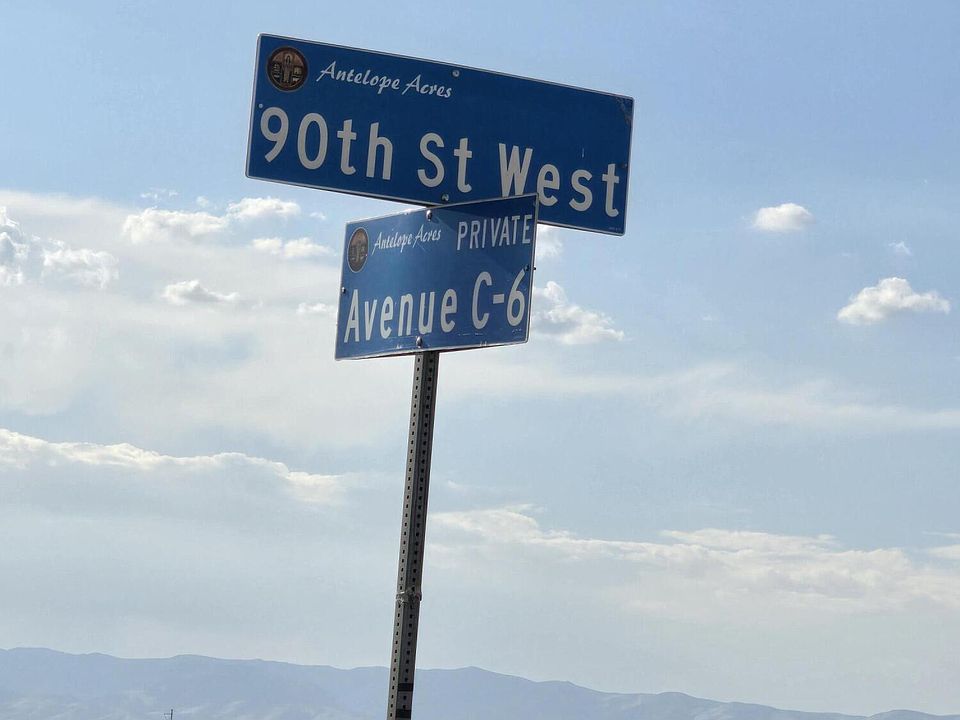 Antelope Acres
90th St West
Antelope Acres PRIVATE
Avenue C-6